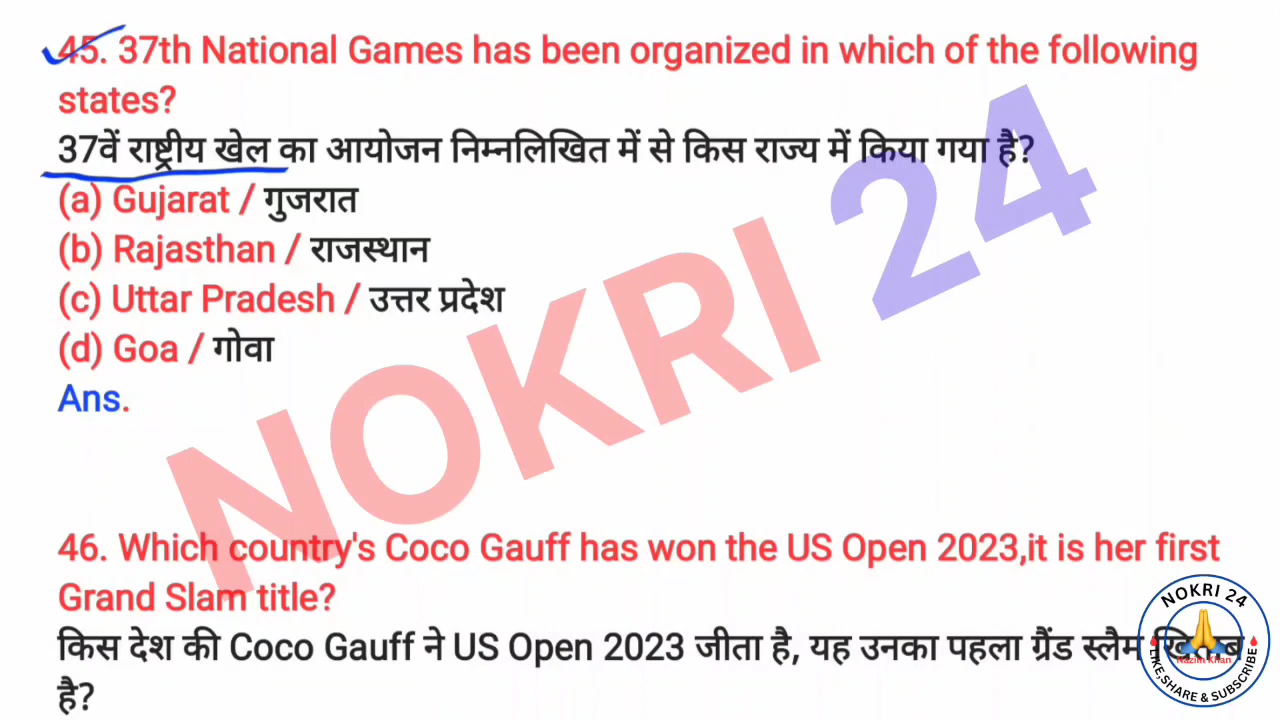 45. 37th National Games has been organized in which of the following
states?
37वें राष्ट्रीय खेल का आयोजन निम्नलिखित में से किस राज्य में किया गया है?
(a) Gujarat / गुजरात
(b) Rajasthan / राजस्थान
(c) Uttar Pradesh / उत्तर प्रदेश
(d) Goa / गोवा
Ans.
NOKRI 24
46. Which country's Coco Gauff has won the US Open 2023,it is her first
Grand Slam title?
किस देश की Coco Gauff ने US Open 2023 जीता है, यह उनका पहला ग्रैंड स्लैम खिताब
है?
NOKRI 24
Nazim Khan
LIKE,SHARE & SUBSCRIBE